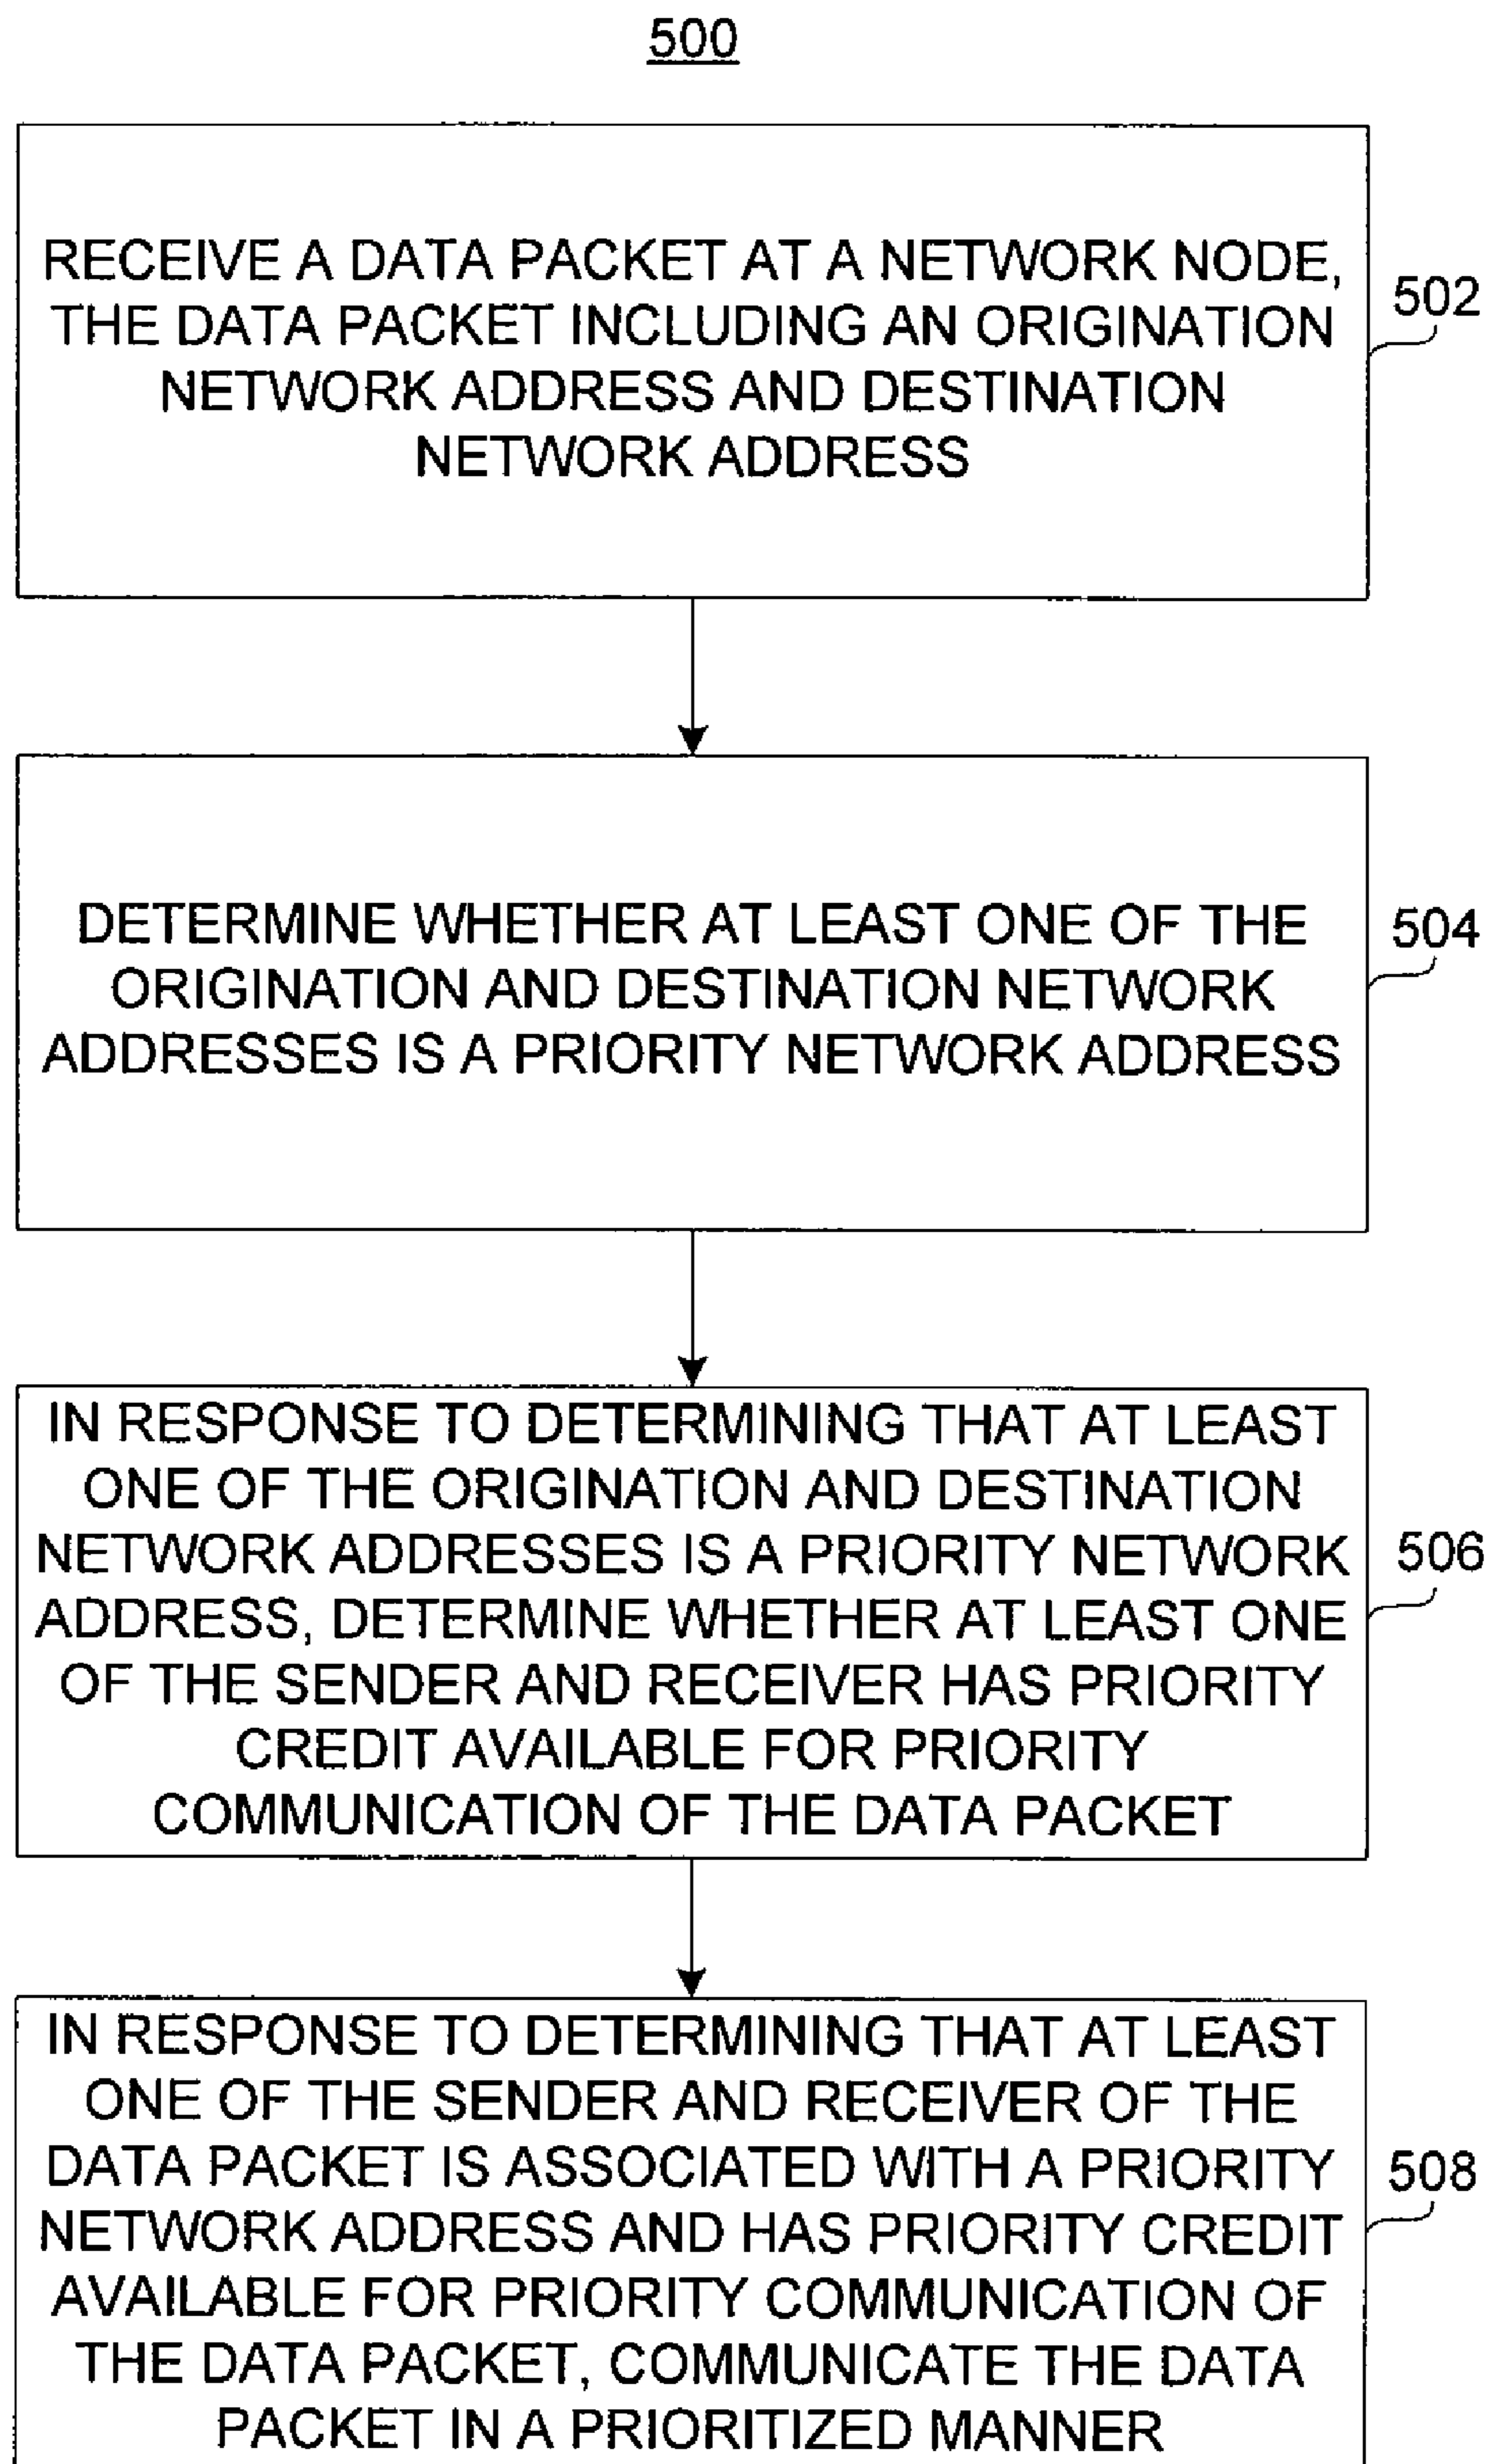 500
RECEIVE A DATA PACKET AT A NETWORK NODE,
THE DATA PACKET INCLUDING AN ORIGINATION
NETWORK ADDRESS AND DESTINATION
NETWORK ADDRESS
502
DETERMINE WHETHER AT LEAST ONE OF THE
ORIGINATION AND DESTINATION NETWORK
ADDRESSES IS A PRIORITY NETWORK ADDRESS
504
IN RESPONSE TO DETERMINING THAT AT LEAST
ONE OF THE ORIGINATION AND DESTINATION
NETWORK ADDRESSES IS A PRIORITY NETWORK
ADDRESS, DETERMINE WHETHER AT LEAST ONE
OF THE SENDER AND RECEIVER HAS PRIORITY
CREDIT AVAILABLE FOR PRIORITY
COMMUNICATION OF THE DATA PACKET
506
IN RESPONSE TO DETERMINING THAT AT LEAST
ONE OF THE SENDER AND RECEIVER OF THE
DATA PACKET IS ASSOCIATED WITH A PRIORITY
NETWORK ADDRESS AND HAS PRIORITY CREDIT
AVAILABLE FOR PRIORITY COMMUNICATION OF
THE DATA PACKET, COMMUNICATE THE DATA
PACKET IN A PRIORITIZED MANNER
508